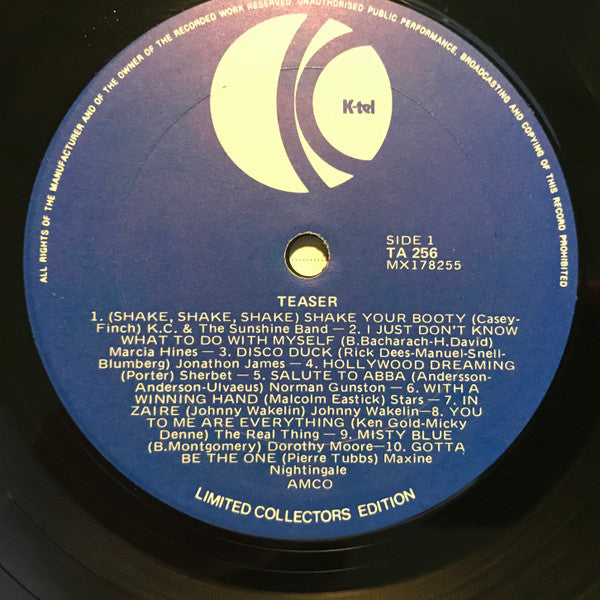 ALL RIGHTS OF THE MANUFACTURER AND OF THE OWNER OF THE RECORDED WORK RESERVED. UNAUTHORISED PUBLIC PERFORMANCE, BROADCASTING AND COPYING OF THIS RECORD PROHIBITED
K-tel
SIDE 1
TA 256
MX178255
TEASER
1. (SHAKE, SHAKE, SHAKE) SHAKE YOUR BOOTY (Casey-
Finch) K.C. & The Sunshine Band — 2. I JUST DON'T KNOW
WHAT TO DO WITH MYSELF (B.Bacharach-H.David)
Marcia Hines — 3. DISCO DUCK (Rick Dees-Manuel-Snell-
Blumberg) Jonathon James — 4. HOLLYWOOD DREAMING
(Porter) Sherbet — 5. SALUTE TO ABBA (Andersson-
Anderson-Ulvaeus) Norman Gunston — 6. WITH A
WINNING HAND (Malcolm Eastick) Stars — 7. IN
ZAIRE (Johnny Wakelin) Johnny Wakelin—8. YOU
TO ME ARE EVERYTHING (Ken Gold-Micky
Denne) The Real Thing — 9. MISTY BLUE
(B.Montgomery) Dorothy Moore—10. GOTTA
BE THE ONE (Pierre Tubbs) Maxine
Nightingale
AMCO
LIMITED COLLECTORS EDITION